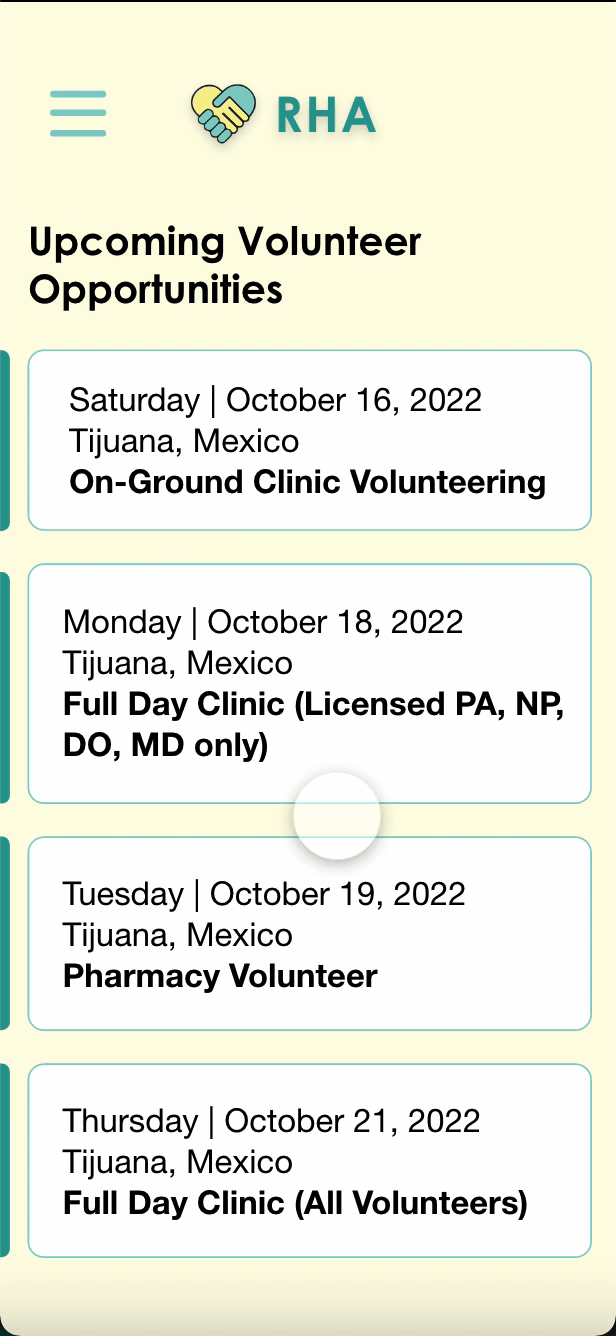 RHA
Upcoming Volunteer
Opportunities
Saturday | October 16, 2022
Tijuana, Mexico
On-Ground Clinic Volunteering
Monday | October 18, 2022
Tijuana, Mexico
Full Day Clinic (Licensed PA, NP,
DO, MD only)
Tuesday | October 19, 2022
Tijuana, Mexico
Pharmacy Volunteer
Thursday | October 21, 2022
Tijuana, Mexico
Full Day Clinic (All Volunteers)